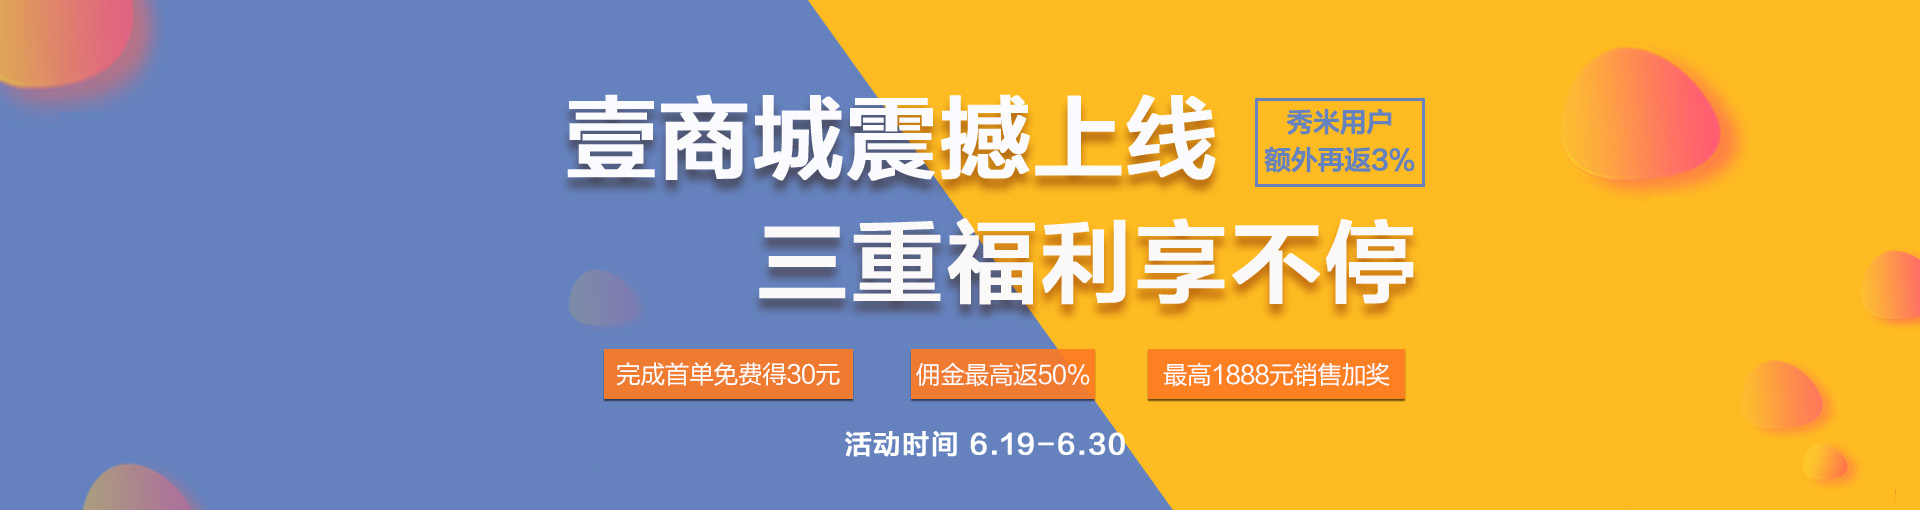 壹商城震撼上线
秀米用户
额外再返3%
三重福利享不停
完成首单免费得30元
佣金最高返50%
最高1888元销售加奖
活动时间 6.19-6.30